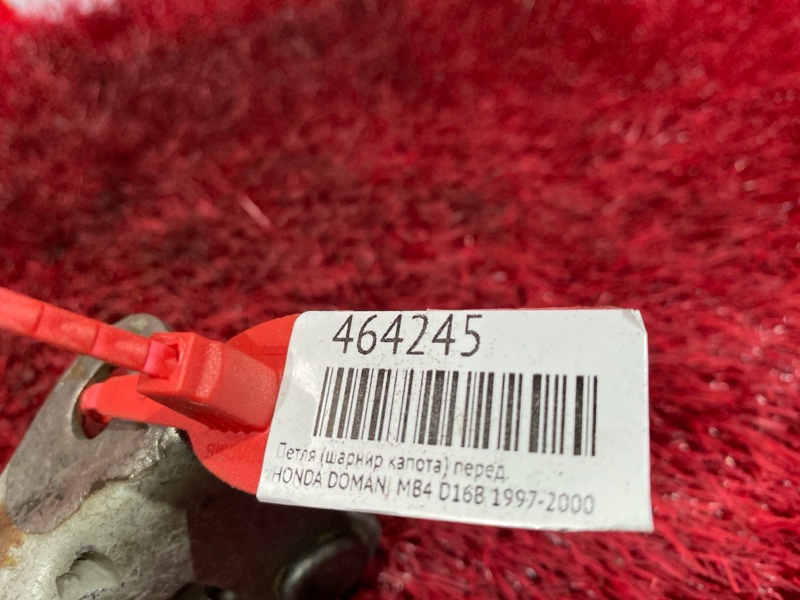 464245
Петля (шарнир капота) перед.
HONDA DOMANI MB4 D16B 1997-2000